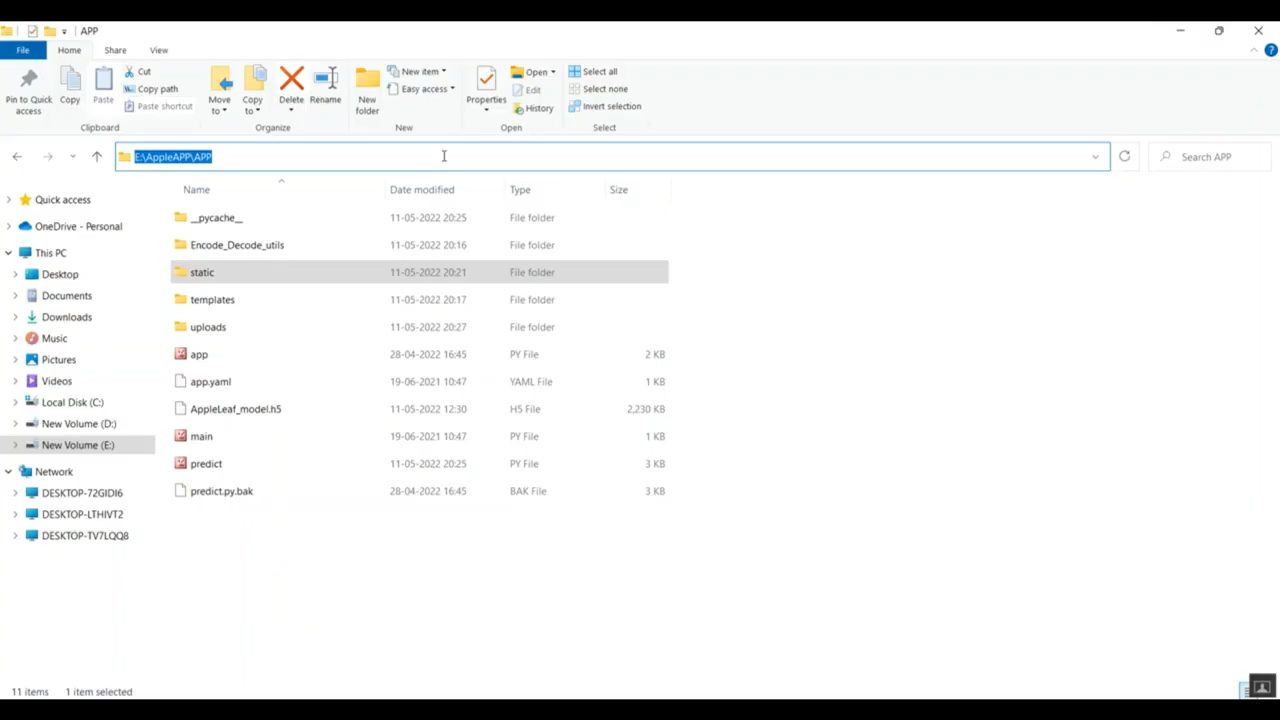 APP
File Home Share View
Pin to Quick access
Copy
Paste
Cut
Copy path
Paste shortcut
Clipboard
Move to
Copy to
Delete
Rename
Organize
New folder
New item
Easy access
New
Properties
Open
Edit
History
Open
Select all
Select none
Invert selection
Select
E:\AppleAPP\APP
Search APP
Quick access
OneDrive - Personal
This PC
Desktop
Documents
Downloads
Music
Pictures
Videos
Local Disk (C:)
New Volume (D:)
New Volume (E:)
Network
DESKTOP-72GIDI6
DESKTOP-LTHIVT2
DESKTOP-TV7LQQ8
Name Date modified Type Size
__pycache__ 11-05-2022 20:25 File folder
Encode_Decode_utils 11-05-2022 20:16 File folder
static 11-05-2022 20:21 File folder
templates 11-05-2022 20:17 File folder
uploads 11-05-2022 20:27 File folder
app 28-04-2022 16:45 PY File 2 KB
app.yaml 19-06-2021 10:47 YAML File 1 KB
AppleLeaf_model.h5 11-05-2022 12:30 H5 File 2,230 KB
main 19-06-2021 10:47 PY File 1 KB
predict 11-05-2022 20:25 PY File 3 KB
predict.py.bak 28-04-2022 16:45 BAK File 3 KB
11 items 1 item selected